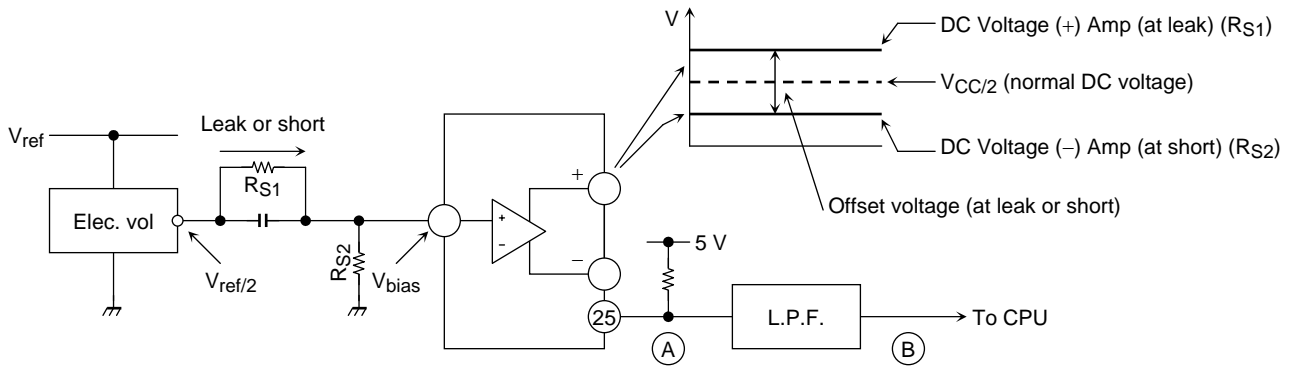 V
DC Voltage (+) Amp (at leak) (RS1)
VCC/2 (normal DC voltage)
DC Voltage (−) Amp (at short) (RS2)
Offset voltage (at leak or short)
Leak or short
Vref
RS1
Elec. vol
Vref/2
RS2
Vbias
+
−
+
−
5 V
25
L.P.F.
To CPU
A
B